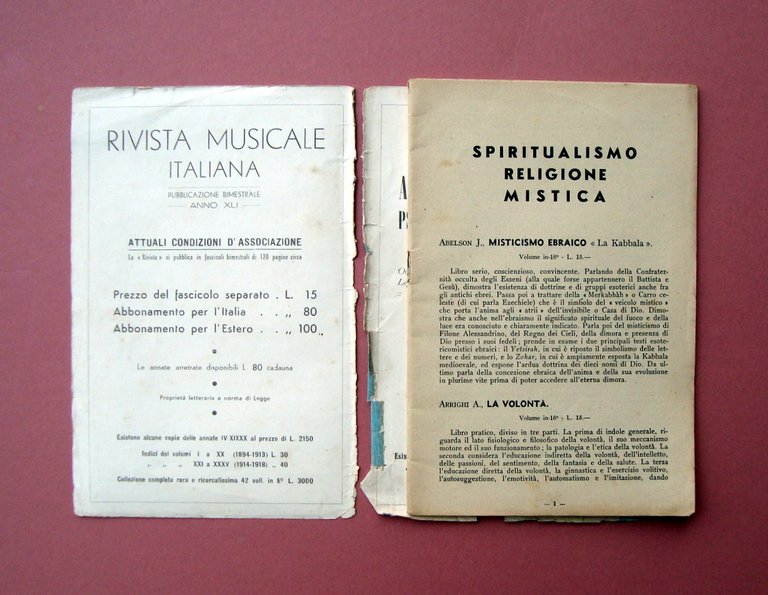 RIVISTA MUSICALE
ITALIANA
PUBBLICAZIONE BIMESTRALE
ANNO XLI
ATTUALI CONDIZIONI D'ASSOCIAZIONE
La « Rivista » si pubblica in fascicoli bimestrali di 120 pagine circa
Prezzo del fascicolo separato . L. 15
Abbonamento per l'Italia . . ,, 80
Abbonamento per l'Estero . . ,, 100
Le annate arretrate disponibili L. 80 cadauna
Proprietà letteraria a norma di Legge
Esistono alcune copie delle annate IV XIXXX al prezzo di L. 2150
Indici dei volumi I a XX (1894-1913) L. 30
,, ,, ,, XXI a XXXV (1914-1918) ,, 40
Collezione completa rara e ricercatissima 42 voll. in 8° L. 3000
A
PS
Esis
SPIRITUALISMO
RELIGIONE
MISTICA
ABELSON J., MISTICISMO EBRAICO « La Kabbala ».
Volume in-16° - L. 15.—
Libro serio, coscienzioso, convincente. Parlando della Confrater-
nità occulta degli Esseni (alla quale forse appartennero il Battista e
Gesù), dimostra l'esistenza di dottrine e di gruppi esoterici anche fra
gli antichi ebrei. Passa poi a trattare della « Merkabhàh » o Carro ce-
leste (di cui parla Ezechiele) che è il simbolo del « veicolo mistico »
che porta l'anima agli « atrii » dell'invisibile o Casa di Dio. Dimo-
stra che anche nell'ebraismo il significato spirituale del fuoco e della
luce era conosciuto e chiaramente indicato. Parla poi del misticismo di
Filone Alessandrino, del Regno dei Cieli, della dimora e presenza di
Dio presso i suoi fedeli ; prende in esame i due principali testi esote-
ricomistici ebraici : il Yetsirah, in cui è riposto il simbolismo delle let-
tere e dei numeri, e lo Zohar, in cui è ampiamente esposta la Kabbala
medioevale, ed espone l'ardua dottrina dei dieci nomi di Dio. Da ul-
timo parla della concezione ebraica dell'anima e della sua evoluzione
in plurime vite prima di poter accedere all'eterna dimora.
ARRIGHI A., LA VOLONTÀ.
Volume in-16° - L. 15.—
Libro pratico, diviso in tre parti. La prima di indole generale, ri-
guarda il lato fisiologico e filosofico della volontà, il suo meccanismo
motore ed il suo funzionamento ; la patologia e l'etica della volontà. La
seconda considera l'educazione indiretta della volontà, dell'intelletto,
delle passioni, del sentimento, della fantasia e della salute. La terza
l'educazione diretta della volontà, la ginnastica e l'esercizio volitivo,
l'autosuggestione, l'emotività, l'automatismo e l'imitazione, dando
— 1 —